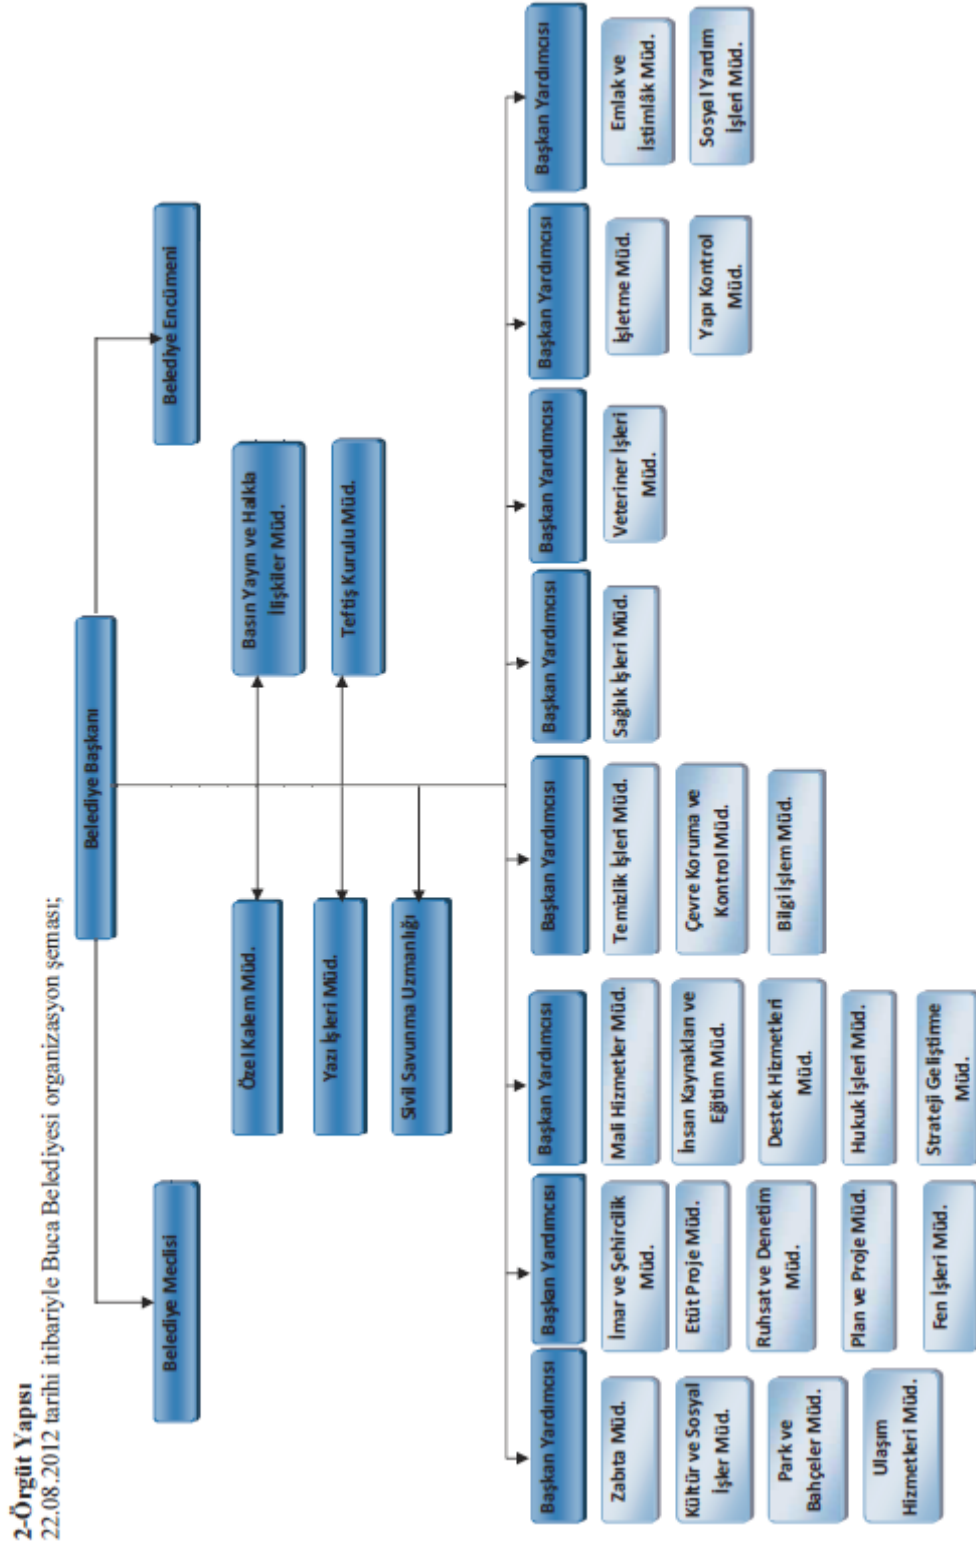 2-Örgüt Yapısı
22.08.2012 tarihi itibariyle Buca Belediyesi organizasyon şeması;
Belediye Başkanı
Belediye Meclisi
Belediye Encümeni
Özel Kalem Müd.
Basın Yayın ve Halkla
İlişkiler Müd.
Yazı İşleri Müd.
Teftiş Kurulu Müd.
Sivil Savunma Uzmanlığı
Başkan Yardımcısı
Zabıta Müd.
Kültür ve Sosyal
İşler Müd.
Park ve
Bahçeler Müd.
Ulaşım
Hizmetleri Müd.
Başkan Yardımcısı
İmar ve Şehircilik
Müd.
Etüt Proje Müd.
Ruhsat ve Denetim
Müd.
Plan ve Proje Müd.
Fen İşleri Müd.
Başkan Yardımcısı
Mali Hizmetler Müd.
İnsan Kaynakları ve
Eğitim Müd.
Destek Hizmetleri
Müd.
Hukuk İşleri Müd.
Strateji Geliştirme
Müd.
Başkan Yardımcısı
Temizlik İşleri Müd.
Çevre Koruma ve
Kontrol Müd.
Bilgi İşlem Müd.
Başkan Yardımcısı
Sağlık İşleri Müd.
Başkan Yardımcısı
Veteriner İşleri
Müd.
Başkan Yardımcısı
İşletme Müd.
Yapı Kontrol
Müd.
Başkan Yardımcısı
Emlak ve
İstimlâk Müd.
Sosyal Yardım
İşleri Müd.